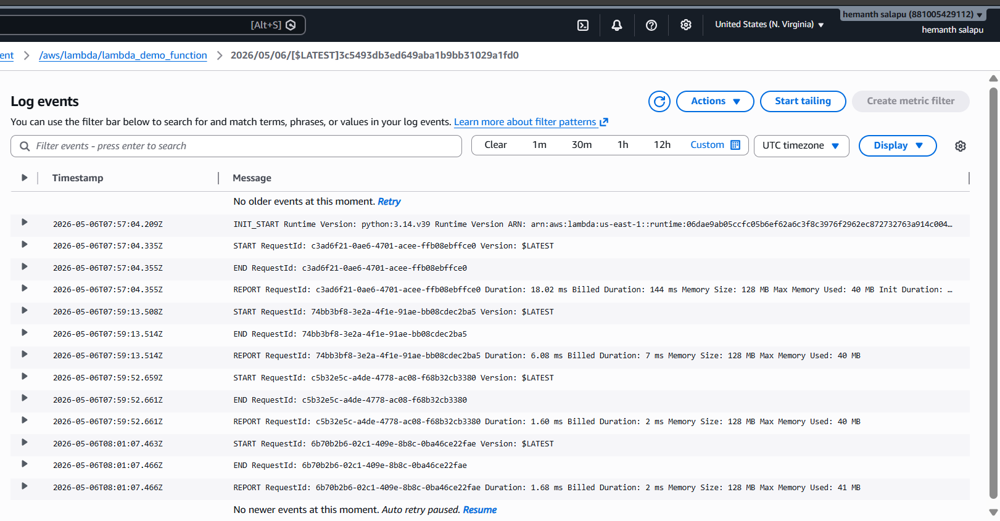 [Alt+S] United States (N. Virginia) hemanth salapu (881005429112)
hemanth salapu
ent /aws/lambda/lambda_demo_function 2026/05/06/[$LATEST]3c5493db3ed649aba1b9bb31029a1fd0
Log events Actions Start tailing Create metric filter
You can use the filter bar below to search for and match terms, phrases, or values in your log events. Learn more about filter patterns
Filter events - press enter to search Clear 1m 30m 1h 12h Custom UTC timezone Display
Timestamp Message
No older events at this moment. Retry
2026-05-06T07:57:04.209Z INIT_START Runtime Version: python:3.14.v39 Runtime Version ARN: arn:aws:lambda:us-east-1::runtime:06dae9ab05ccfc05b6ef62a6c3f8c3976f2962ec872732763a914c004…
2026-05-06T07:57:04.335Z START RequestId: c3ad6f21-0ae6-4701-acee-ffb08ebffce0 Version: $LATEST
2026-05-06T07:57:04.355Z END RequestId: c3ad6f21-0ae6-4701-acee-ffb08ebffce0
2026-05-06T07:57:04.355Z REPORT RequestId: c3ad6f21-0ae6-4701-acee-ffb08ebffce0 Duration: 18.02 ms Billed Duration: 144 ms Memory Size: 128 MB Max Memory Used: 40 MB Init Duration: …
2026-05-06T07:59:13.508Z START RequestId: 74bb3bf8-3e2a-4f1e-91ae-bb08cdec2ba5 Version: $LATEST
2026-05-06T07:59:13.514Z END RequestId: 74bb3bf8-3e2a-4f1e-91ae-bb08cdec2ba5
2026-05-06T07:59:13.514Z REPORT RequestId: 74bb3bf8-3e2a-4f1e-91ae-bb08cdec2ba5 Duration: 6.08 ms Billed Duration: 7 ms Memory Size: 128 MB Max Memory Used: 40 MB
2026-05-06T07:59:52.659Z START RequestId: c5b32e5c-a4de-4778-ac08-f68b32cb3380 Version: $LATEST
2026-05-06T07:59:52.661Z END RequestId: c5b32e5c-a4de-4778-ac08-f68b32cb3380
2026-05-06T07:59:52.661Z REPORT RequestId: c5b32e5c-a4de-4778-ac08-f68b32cb3380 Duration: 1.60 ms Billed Duration: 2 ms Memory Size: 128 MB Max Memory Used: 40 MB
2026-05-06T08:01:07.463Z START RequestId: 6b70b2b6-02c1-409e-8b8c-0ba46ce22fae Version: $LATEST
2026-05-06T08:01:07.466Z END RequestId: 6b70b2b6-02c1-409e-8b8c-0ba46ce22fae
2026-05-06T08:01:07.466Z REPORT RequestId: 6b70b2b6-02c1-409e-8b8c-0ba46ce22fae Duration: 1.68 ms Billed Duration: 2 ms Memory Size: 128 MB Max Memory Used: 41 MB
No newer events at this moment. Auto retry paused. Resume